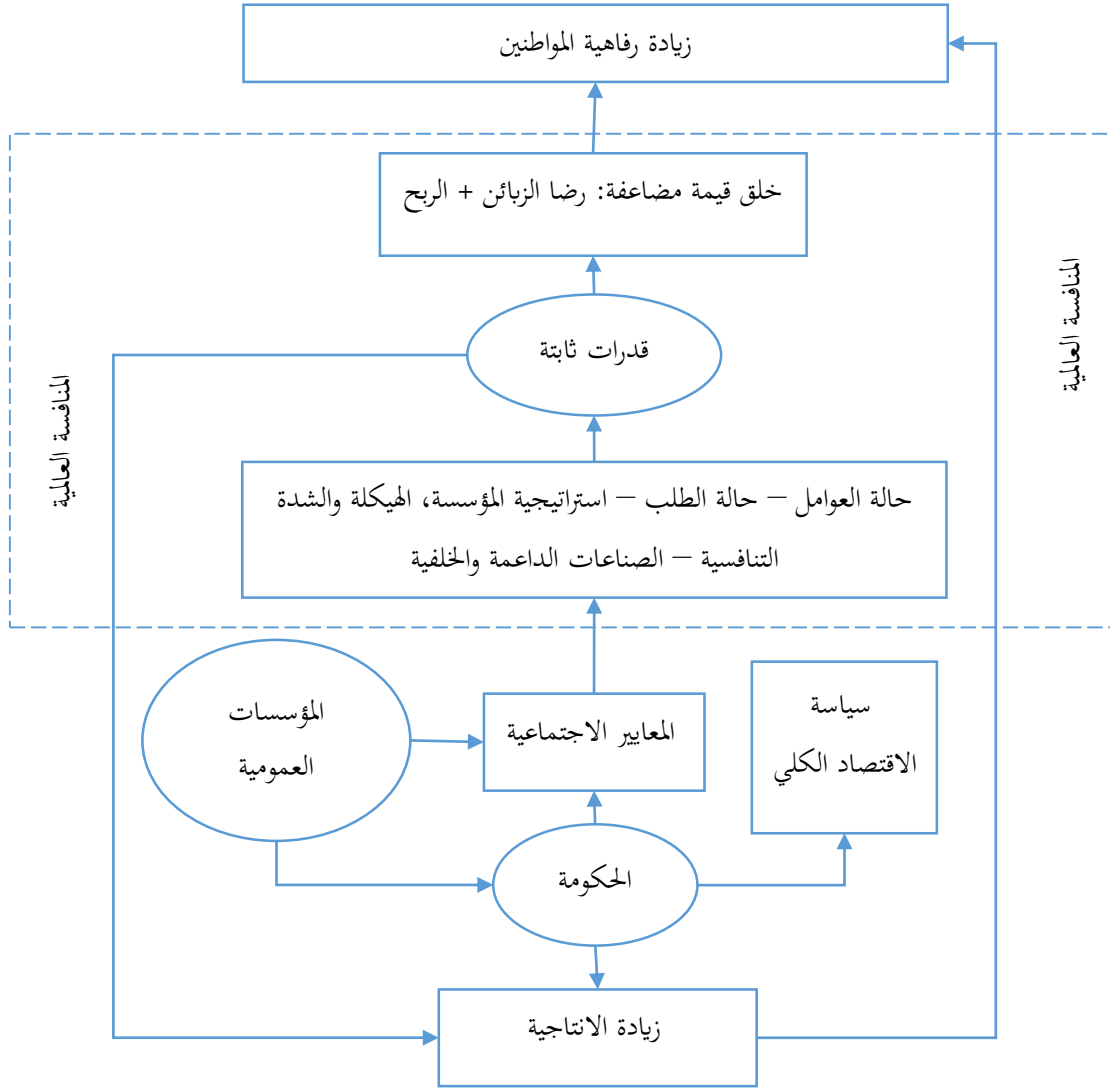 زيادة رفاهية المواطنين
خلق قيمة مضاعفة: رضا الزبائن + الربح
المنافسة العالمية
قدرات ثابتة
المنافسة العالمية
حالة العوامل – حالة الطلب – استراتيجية المؤسسة، الهيكلة والشدة
التنافسية – الصناعات الداعمة والخلفية
سياسة
الاقتصاد الكلي
المعايير الاجتماعية
المؤسسات
العمومية
الحكومة
زيادة الانتاجية